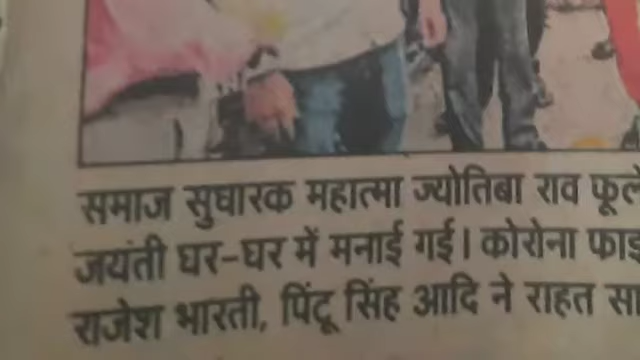 समाज सुधारक महात्मा ज्योतिबा राव फूले
जयंती घर-घर में मनाई गई। कोरोना फाइ
राजेश भारती, पिंटू सिंह आदि ने राहत सा